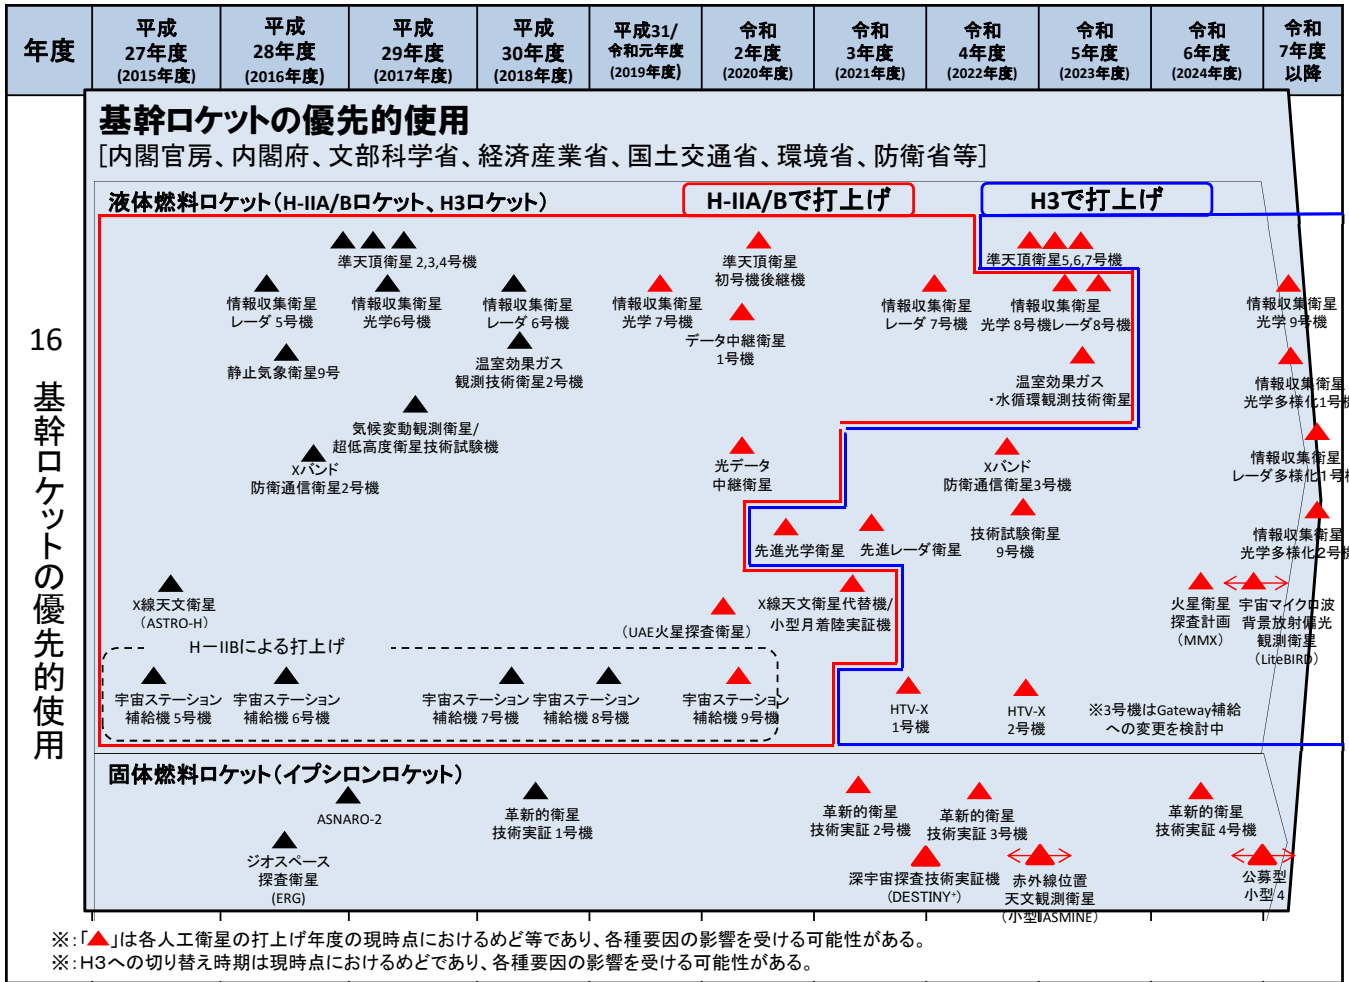 年度
平成
27年度
(2015年度)
平成
28年度
(2016年度)
平成
29年度
(2017年度)
平成
30年度
(2018年度)
平成31/
令和元年度
(2019年度)
令和
2年度
(2020年度)
令和
3年度
(2021年度)
令和
4年度
(2022年度)
令和
5年度
(2023年度)
令和
6年度
(2024年度)
令和
7年度
以降
16 基幹ロケットの優先的使用
基幹ロケットの優先的使用
[内閣官房、内閣府、文部科学省、経済産業省、国土交通省、環境省、防衛省等]
液体燃料ロケット(H-IIA/Bロケット、H3ロケット)
H-IIA/Bで打上げ
H3で打上げ
準天頂衛星 2,3,4号機
準天頂衛星
初号機後継機
準天頂衛星5,6,7号機
情報収集衛星
レーダ 5号機
情報収集衛星
光学6号機
情報収集衛星
レーダ 6号機
情報収集衛星
光学 7号機
情報収集衛星
レーダ 7号機
情報収集衛星
光学 8号機レーダ8号機
情報収集衛星
光学 9号機
データ中継衛星
1号機
静止気象衛星9号
温室効果ガス
観測技術衛星2号機
温室効果ガス
・水循環観測技術衛星
情報収集衛星
光学多様化1号機
気候変動観測衛星/
超低高度衛星技術試験機
Xバンド
防衛通信衛星2号機
光データ
中継衛星
Xバンド
防衛通信衛星3号機
情報収集衛星
レーダ多様化1号機
先進光学衛星
先進レーダ衛星
技術試験衛星
9号機
情報収集衛星
光学多様化2号機
X線天文衛星
(ASTRO-H)
(UAE火星探査衛星)
X線天文衛星代替機/
小型月着陸実証機
火星衛星
探査計画
(MMX)
宇宙マイクロ波
背景放射偏光
観測衛星
(LiteBIRD)
H-IIBによる打上げ
宇宙ステーション
補給機 5号機
宇宙ステーション
補給機 6号機
宇宙ステーション
補給機 7号機
宇宙ステーション
補給機 8号機
宇宙ステーション
補給機 9号機
HTV-X
1号機
HTV-X
2号機
※3号機はGateway補給
への変更を検討中
固体燃料ロケット(イプシロンロケット)
ASNARO-2
革新的衛星
技術実証 1号機
革新的衛星
技術実証 2号機
革新的衛星
技術実証 3号機
革新的衛星
技術実証 4号機
ジオスペース
探査衛星
(ERG)
深宇宙探査技術実証機
(DESTINY⁺)
赤外線位置
天文観測衛星
(小型JASMINE)
公募型
小型 4
※:「▲」は各人工衛星の打上げ年度の現時点におけるめど等であり、各種要因の影響を受ける可能性がある。
※:H3への切り替え時期は現時点におけるめどであり、各種要因の影響を受ける可能性がある。